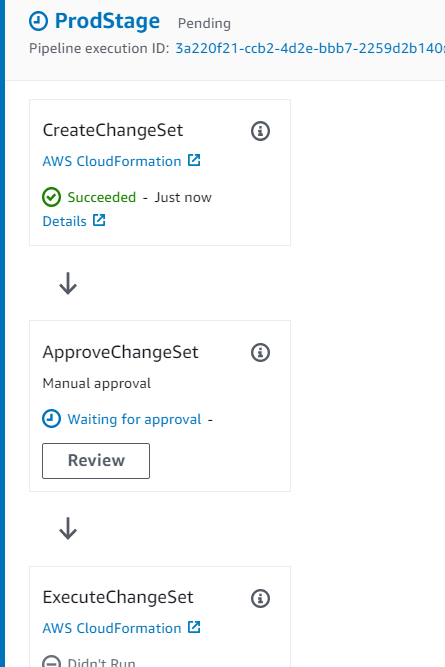 ProdStage Pending
Pipeline execution ID: 3a220f21-ccb2-4d2e-bbb7-2259d2b140
CreateChangeSet
AWS CloudFormation
Succeeded - Just now
Details
ApproveChangeSet
Manual approval
Waiting for approval -
Review
ExecuteChangeSet
AWS CloudFormation
Didn't Run